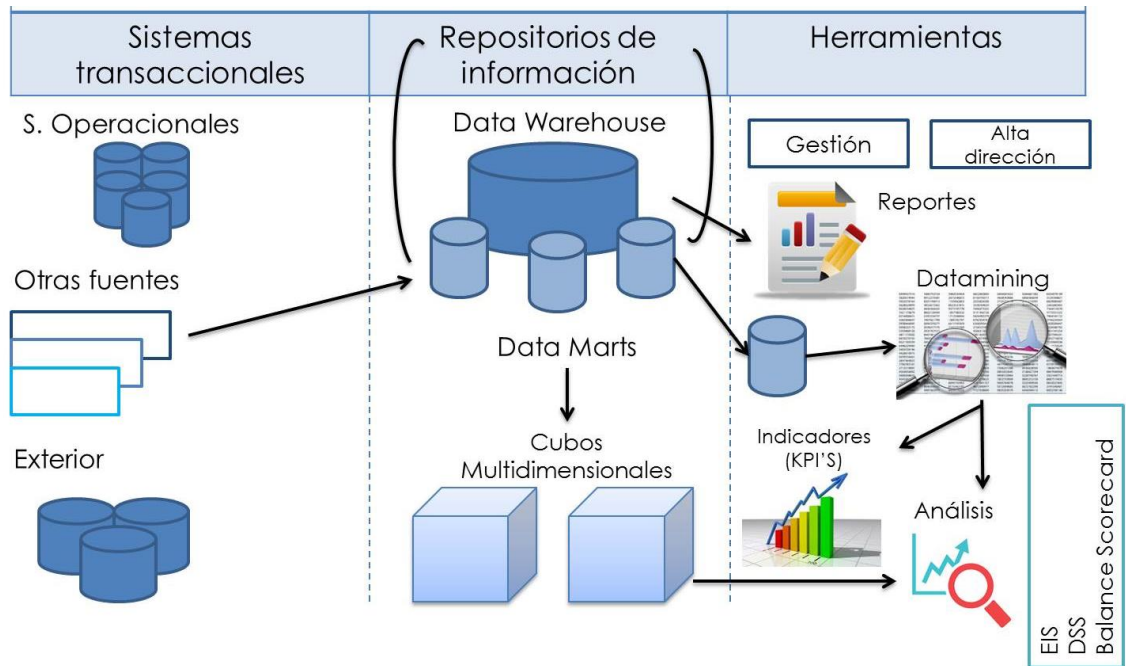 Sistemas
transaccionales
Repositorios de
información
Herramientas
S. Operacionales
Otras fuentes
Exterior
Data Warehouse
Data Marts
Cubos
Multidimensionales
Gestión
Alta
dirección
Reportes
Datamining
Indicadores
(KPI'S)
Análisis
EIS
DSS
Balance Scorecard